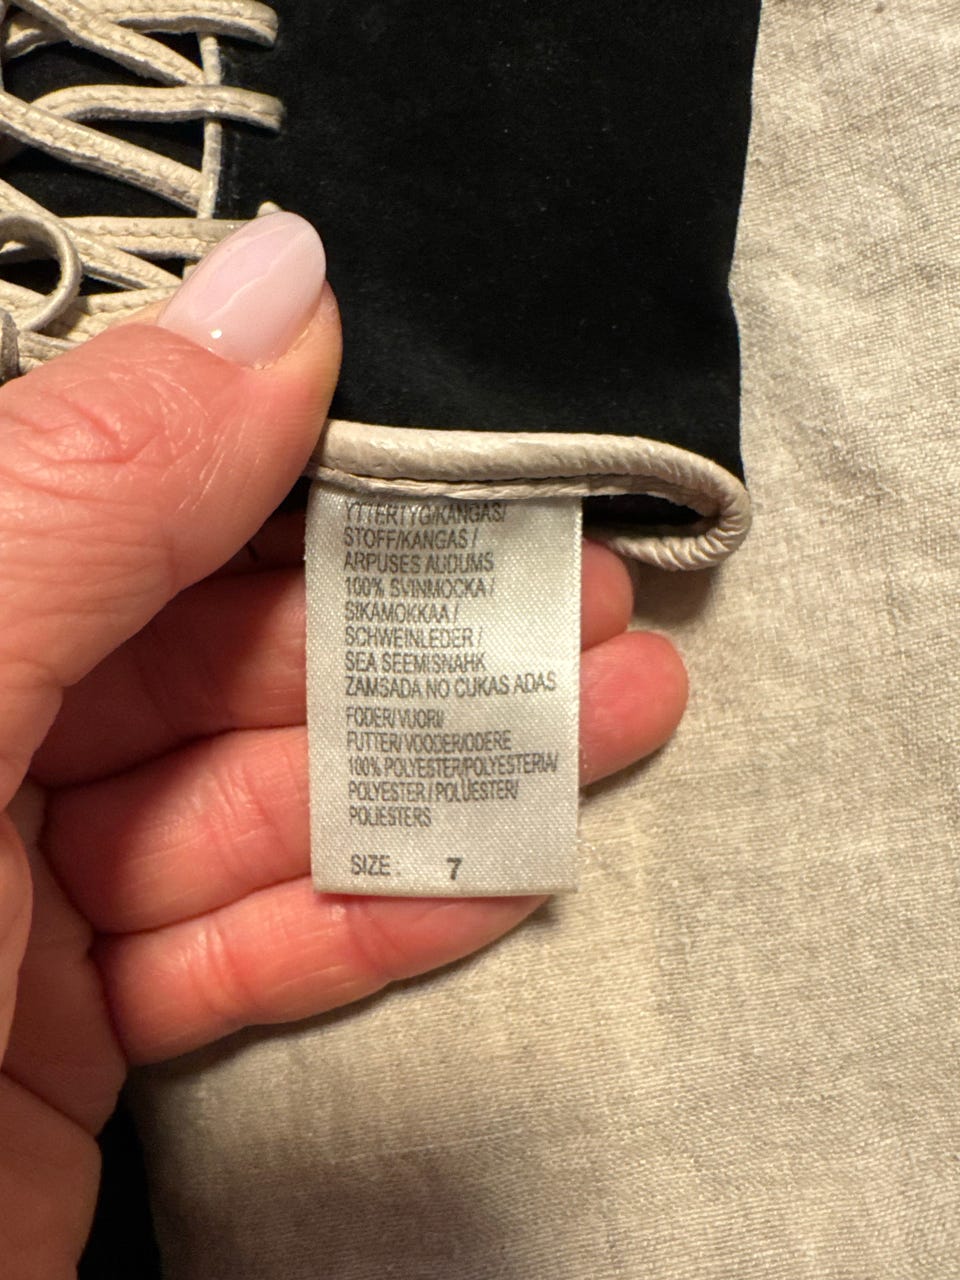 YTTERTYG/KANGAS/
STOFF/KANGAS /
ARPUSES AUDUMS
100% SVINMOCKA /
SIKAMOKKAA /
SCHWEINLEDER /
SEA SEEMISNAHK
ZAMSADA NO CUKAS ADAS
FODER/VUORI/
FUTTER/VOODER/ODERE
100% POLYESTER/POLYESTERIA/
POLYESTER / POLUESTER/
POLIESTERS
SIZE : 7